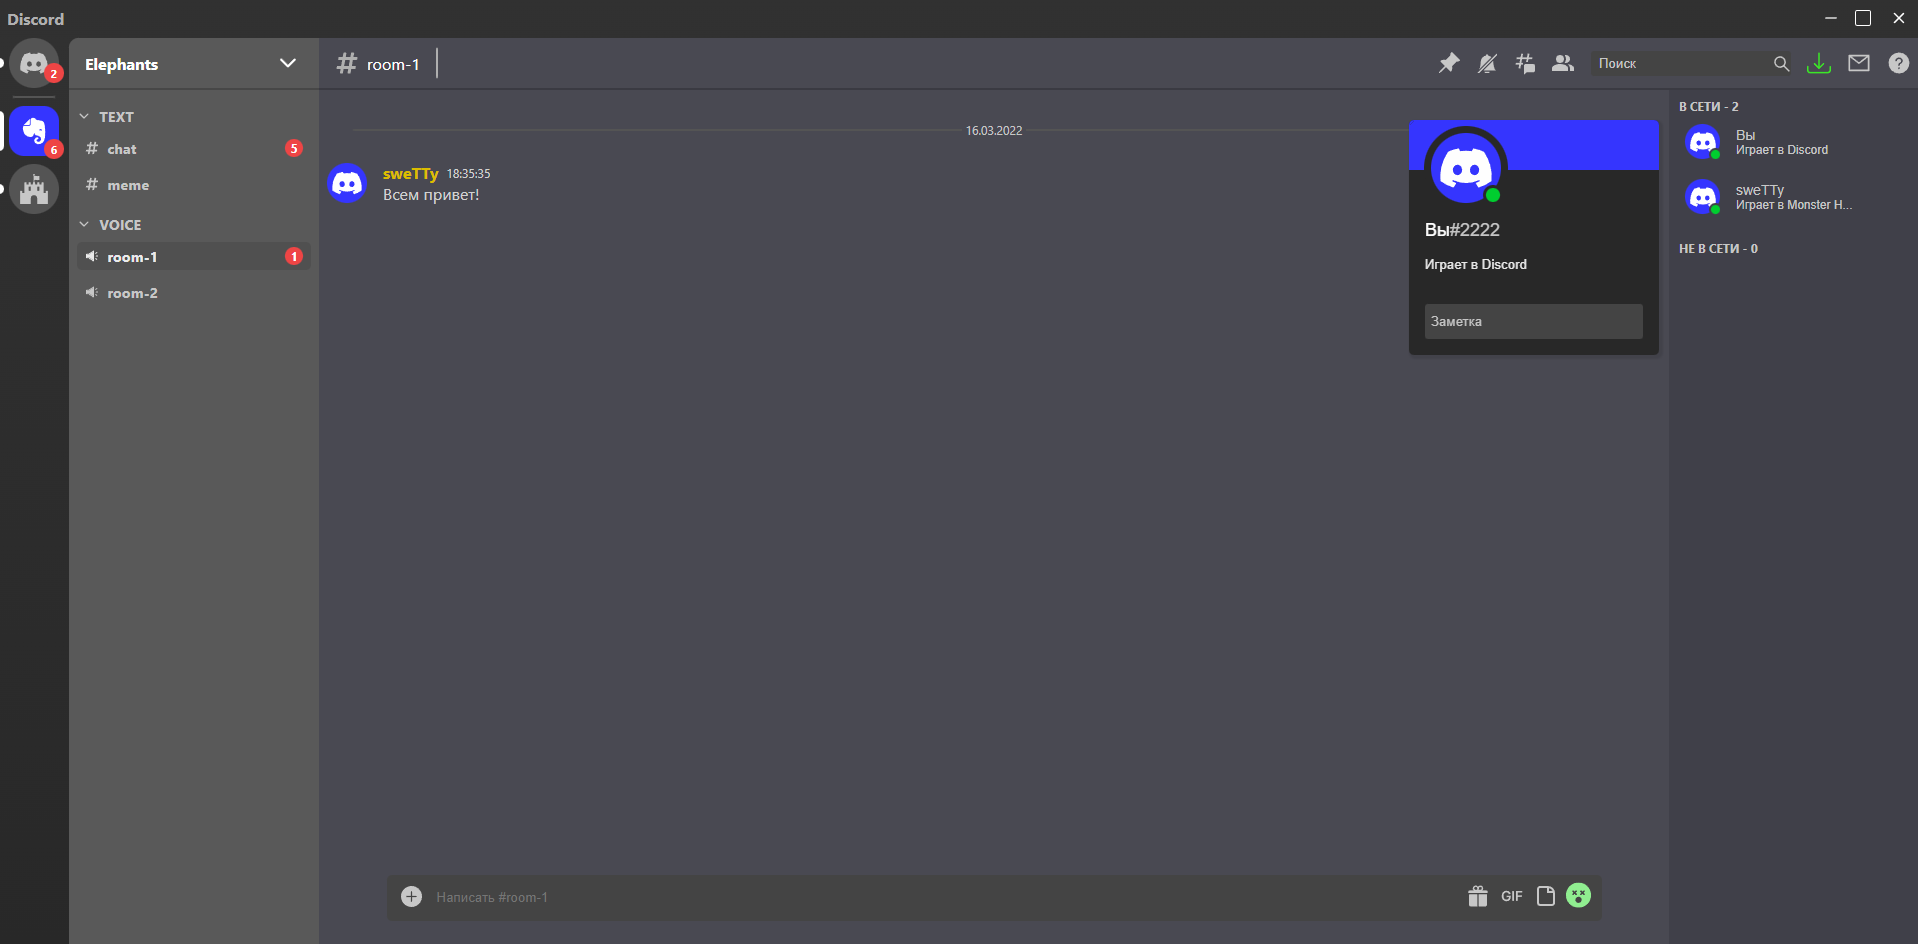 Discord
2
6
Elephants
TEXT
chat 5
meme
VOICE
room-1 1
room-2
# room-1
Поиск
?
16.03.2022
sweTTy 18:35:35
Всем привет!
Вы#2222
Играет в Discord
Заметка
Написать #room-1
GIF
В СЕТИ - 2
Вы
Играет в Discord
sweTTy
Играет в Monster H...
НЕ В СЕТИ - 0